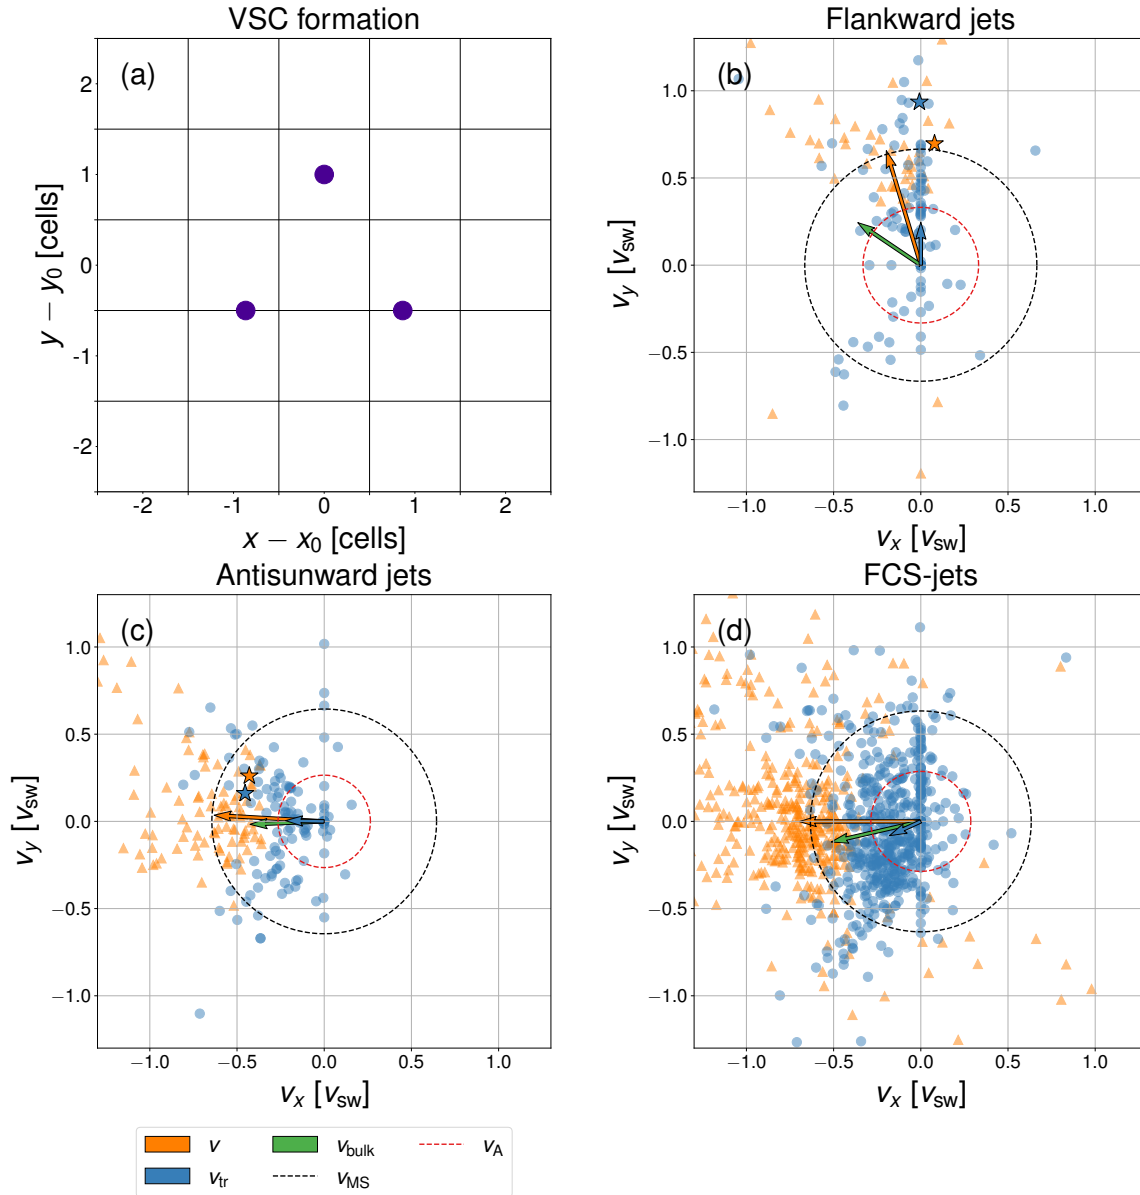 VSC formation
(a)
2
1
0
-1
-2
y − y0 [cells]
-2 -1 0 1 2
x − x0 [cells]
Flankward jets
(b)
1.0
0.5
0.0
−0.5
−1.0
vy [vsw]
−1.0 −0.5 0.0 0.5 1.0
vx [vsw]
Antisunward jets
(c)
1.0
0.5
0.0
−0.5
−1.0
vy [vsw]
−1.0 −0.5 0.0 0.5 1.0
vx [vsw]
FCS-jets
(d)
1.0
0.5
0.0
−0.5
−1.0
vy [vsw]
−1.0 −0.5 0.0 0.5 1.0
vx [vsw]
v vbulk vA
vtr vMS